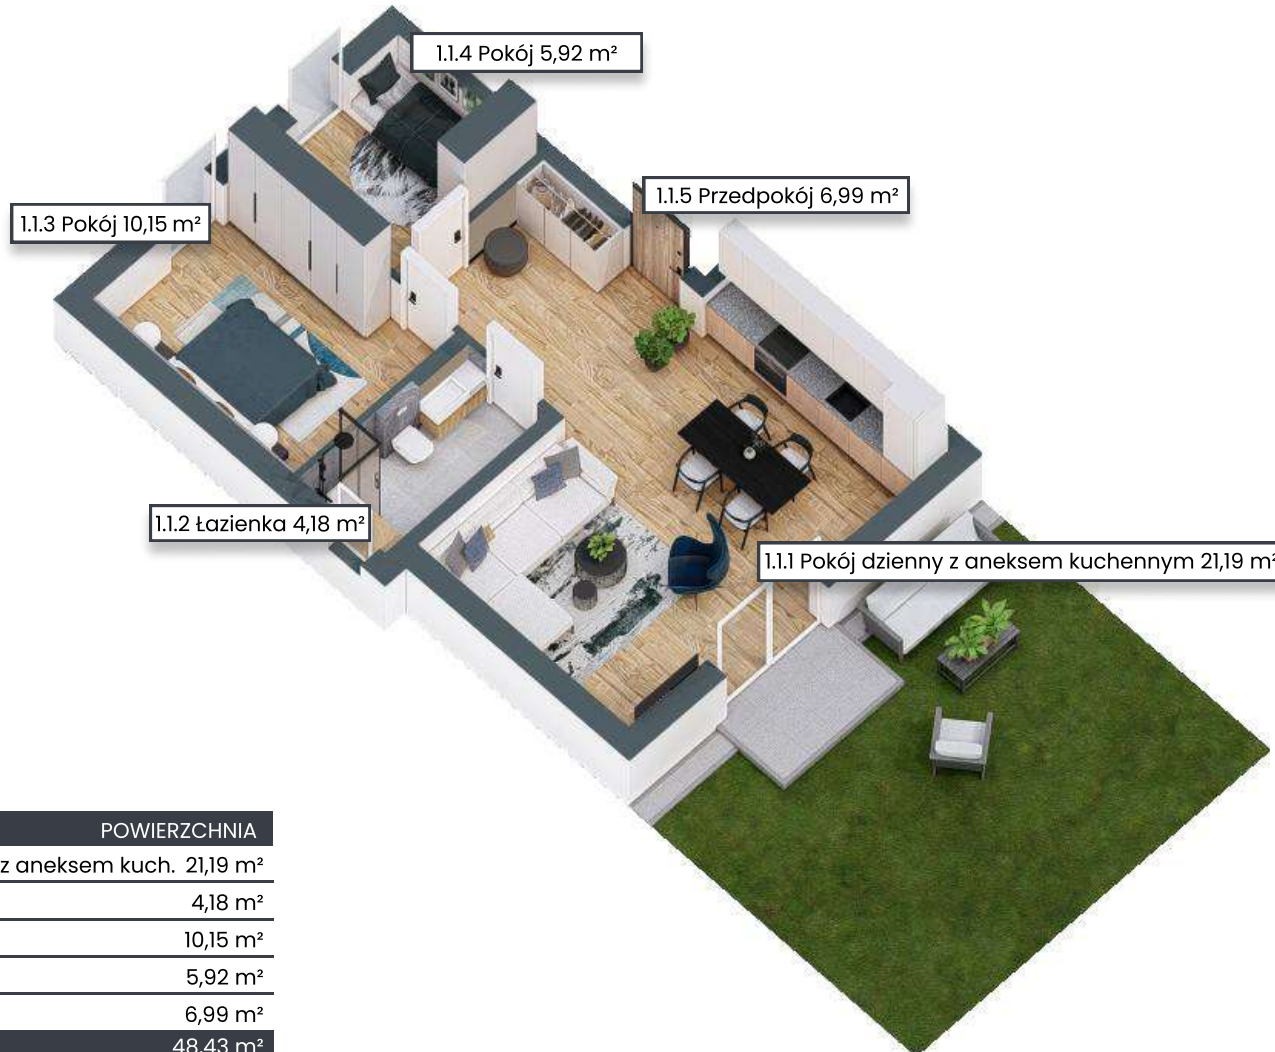 1.1.4 Pokój 5,92 m²
1.1.5 Przedpokój 6,99 m²
1.1.3 Pokój 10,15 m²
1.1.2 Łazienka 4,18 m²
1.1.1 Pokój dzienny z aneksem kuchennym 21,19 m²
POWIERZCHNIA
z aneksem kuch. 21,19 m²
4,18 m²
10,15 m²
5,92 m²
6,99 m²
48,43 m²